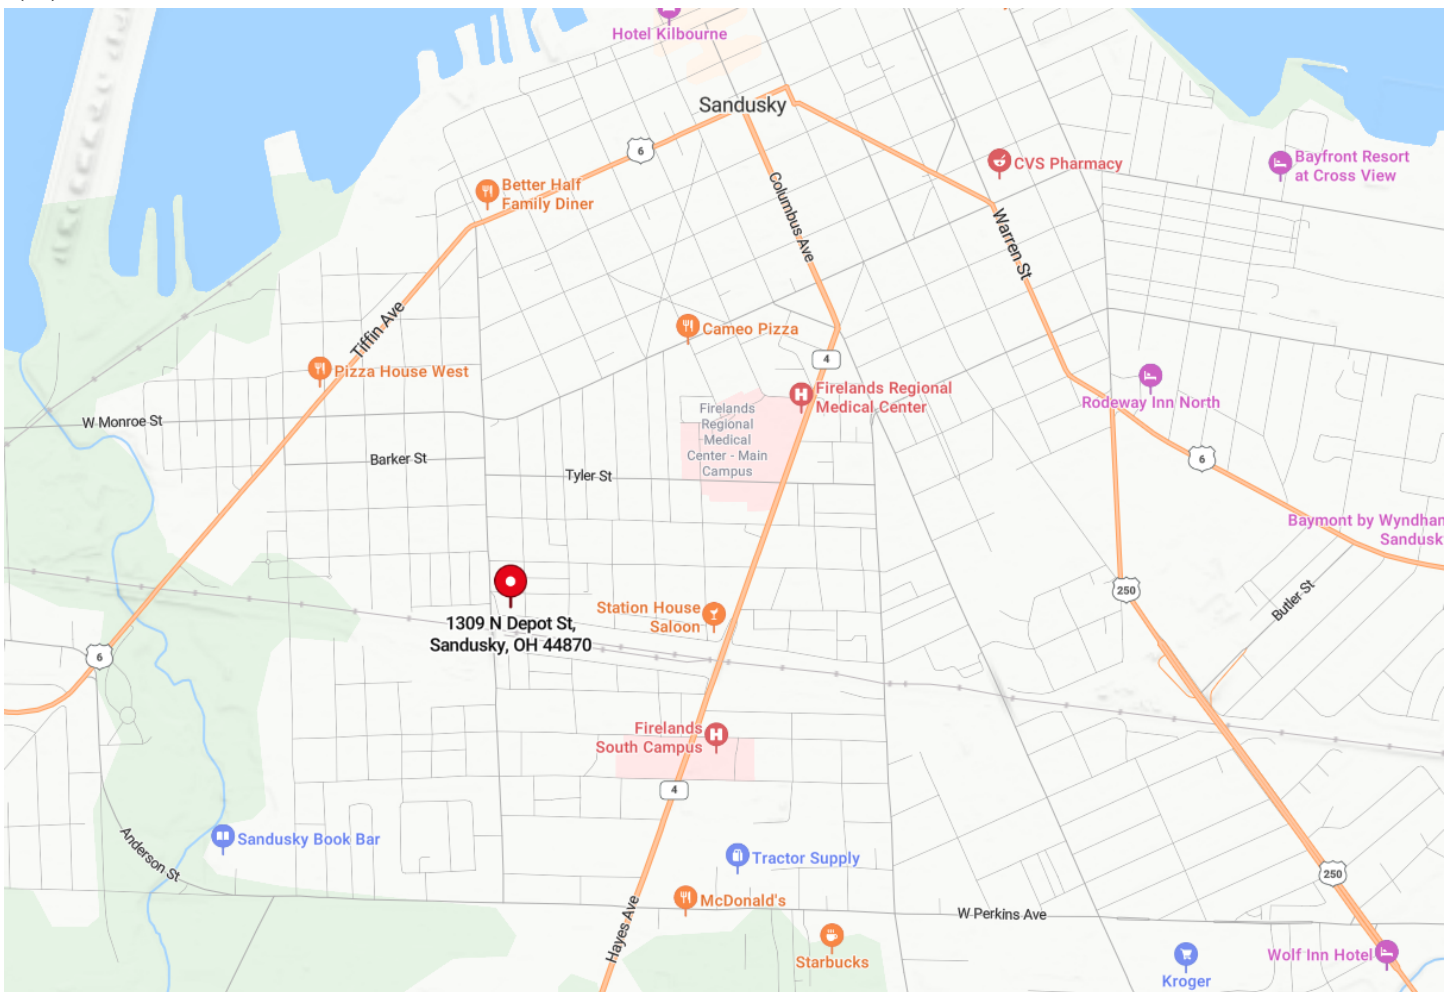 Hotel Kilbourne
Sandusky
6
Better Half
Family Diner
CVS Pharmacy
Bayfront Resort
at Cross View
Columbus Ave
Warren St
Tiffin Ave
Cameo Pizza
4
Pizza House West
Firelands Regional
Medical Center
Rodeway Inn North
Firelands
Regional
Medical
Center - Main
Campus
W Monroe St
Barker St
Tyler St
6
Baymont by Wyndham
Sandusk
250
Butler St
Station House
Saloon
1309 N Depot St,
Sandusky, OH 44870
6
Firelands
South Campus
4
Anderson St
Sandusky Book Bar
Tractor Supply
250
McDonald's
W Perkins Ave
Hayes Ave
Starbucks
Kroger
Wolf Inn Hotel